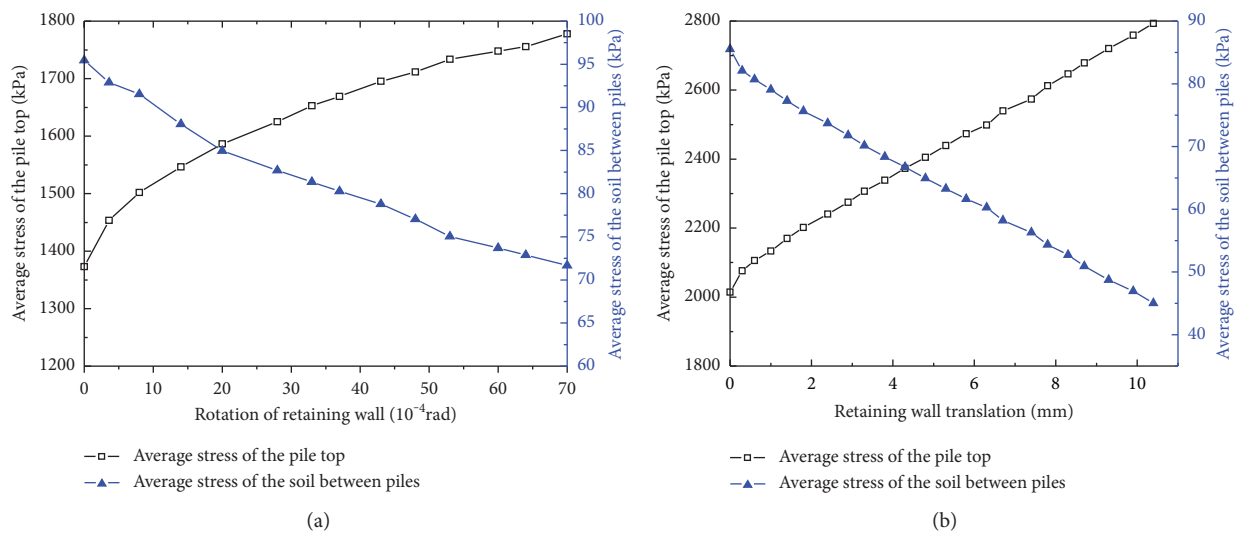 1800
1700
1600
1500
1400
1300
1200
Average stress of the pile top (kPa)
100
95
90
85
80
75
70
65
60
Average stress of the soil between piles (kPa)
0 10 20 30 40 50 60 70
Rotation of retaining wall (10⁻⁴rad)
Average stress of the pile top
Average stress of the soil between piles
(a)
2800
2600
2400
2200
2000
1800
Average stress of the pile top (kPa)
90
80
70
60
50
40
Average stress of the soil between piles (kPa)
0 2 4 6 8 10
Retaining wall translation (mm)
Average stress of the pile top
Average stress of the soil between piles
(b)